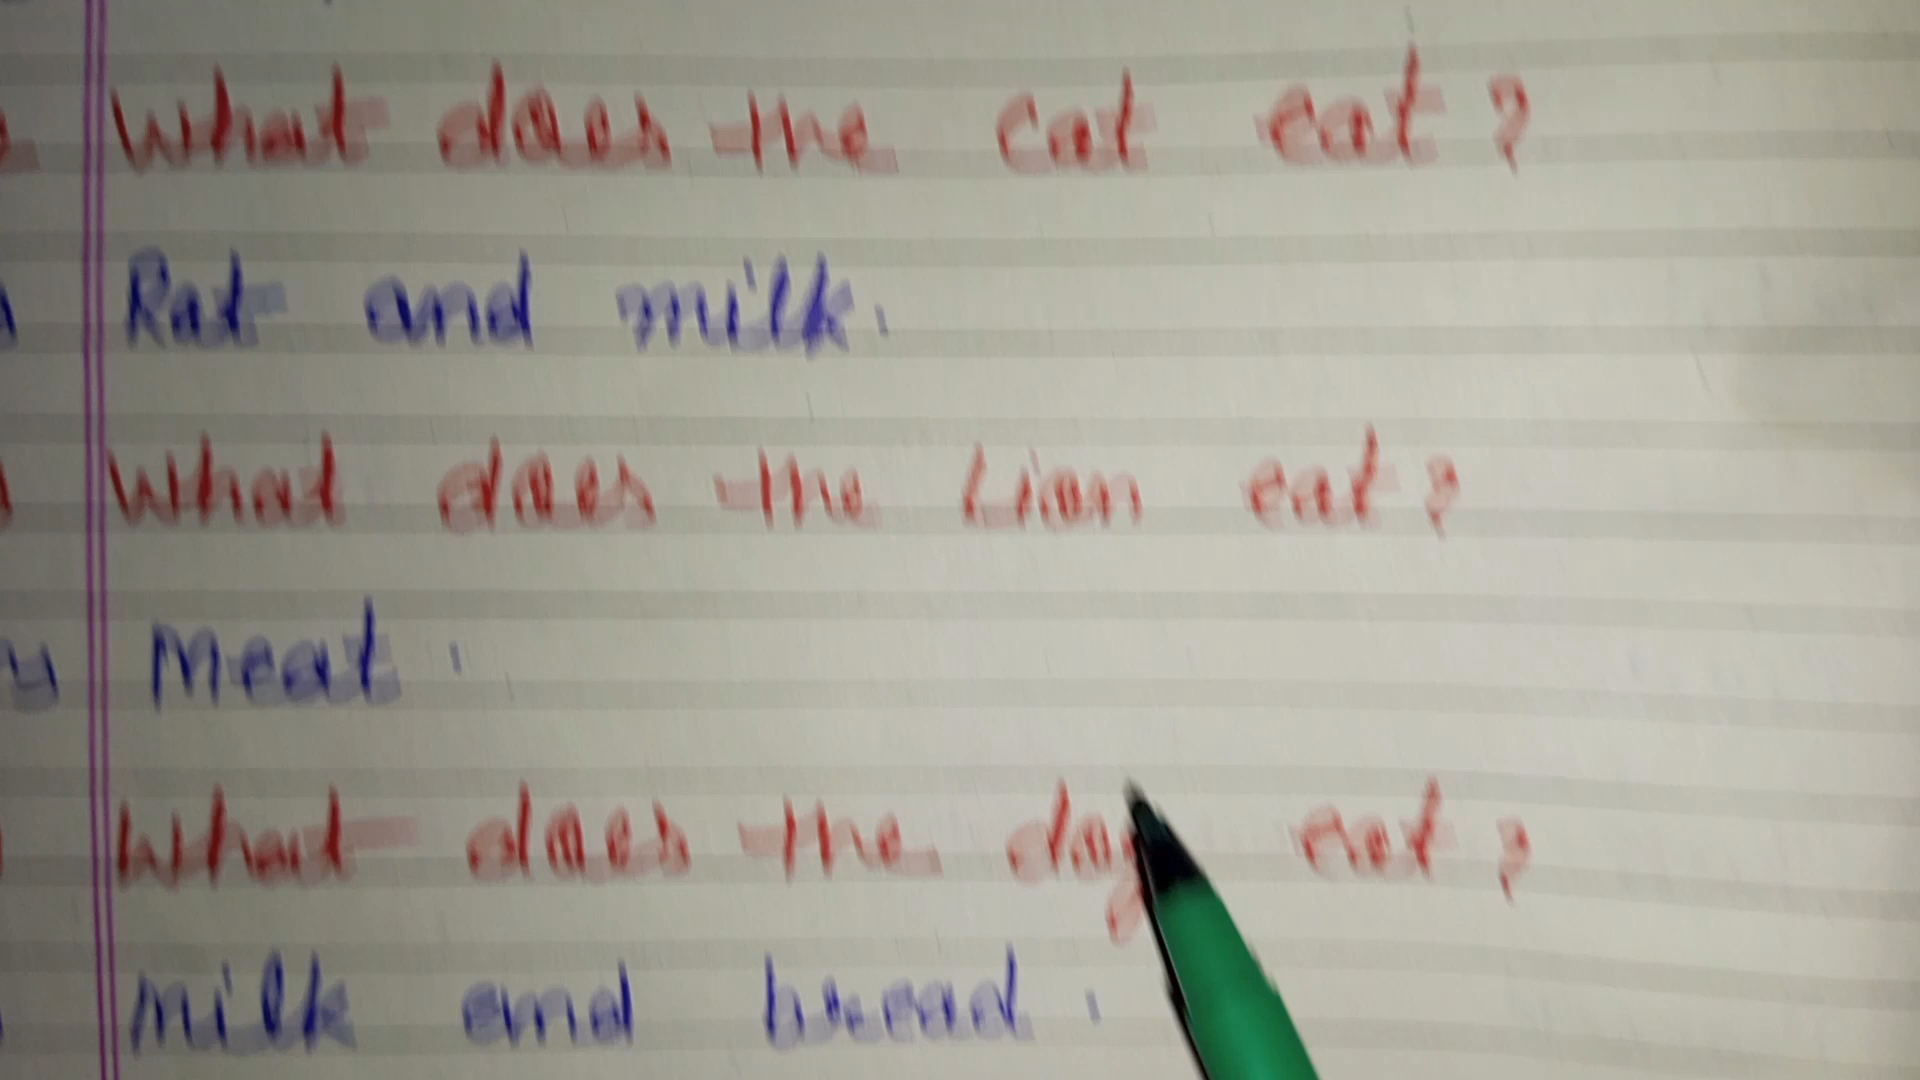 What does the cat eat?
Rat and milk.
What does the Lion eat?
Meat.
What does the dog eat?
Milk and bread.